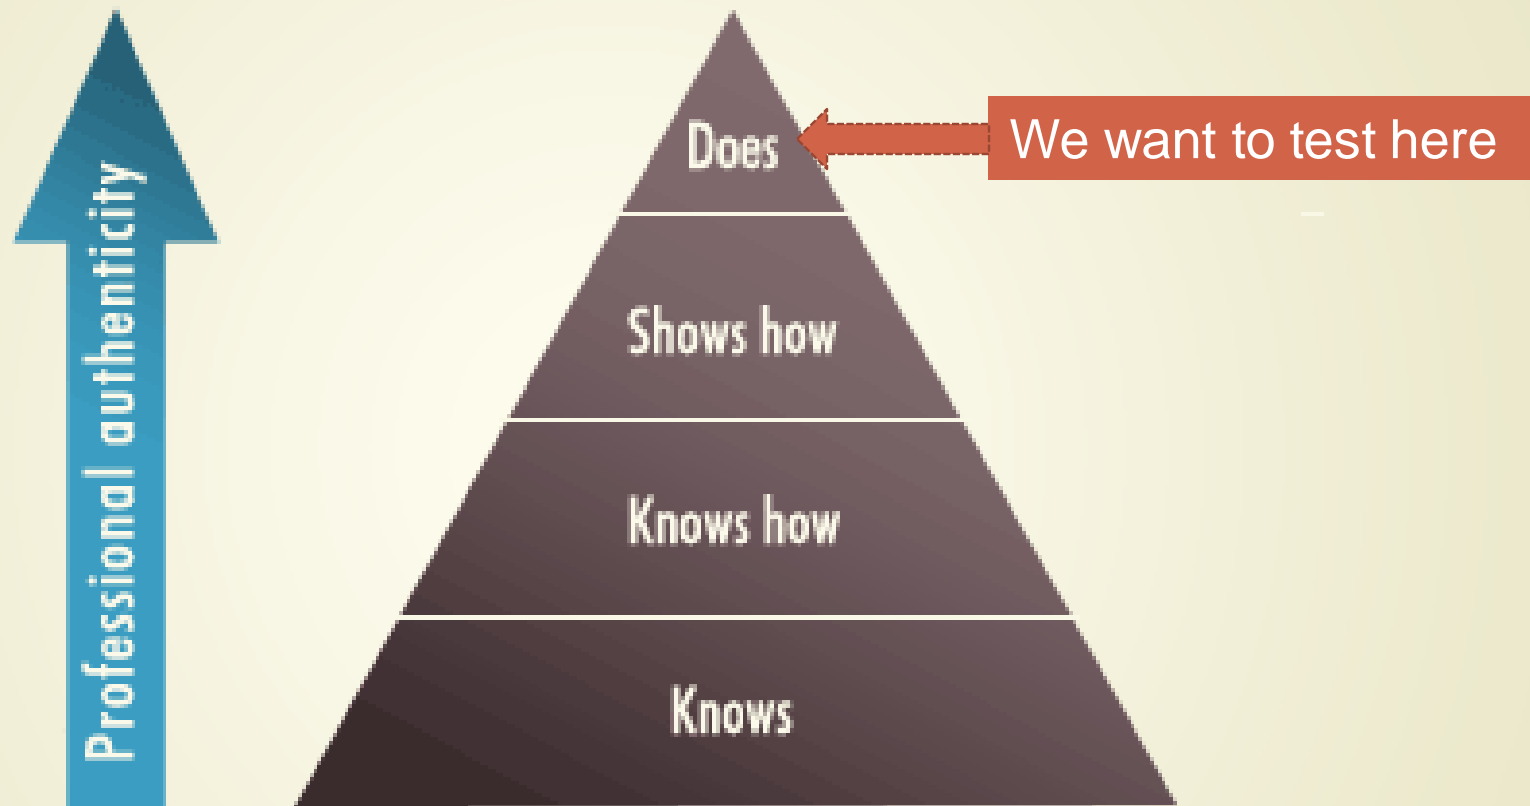 Professional authenticity
Does
We want to test here
Shows how
Knows how
Knows